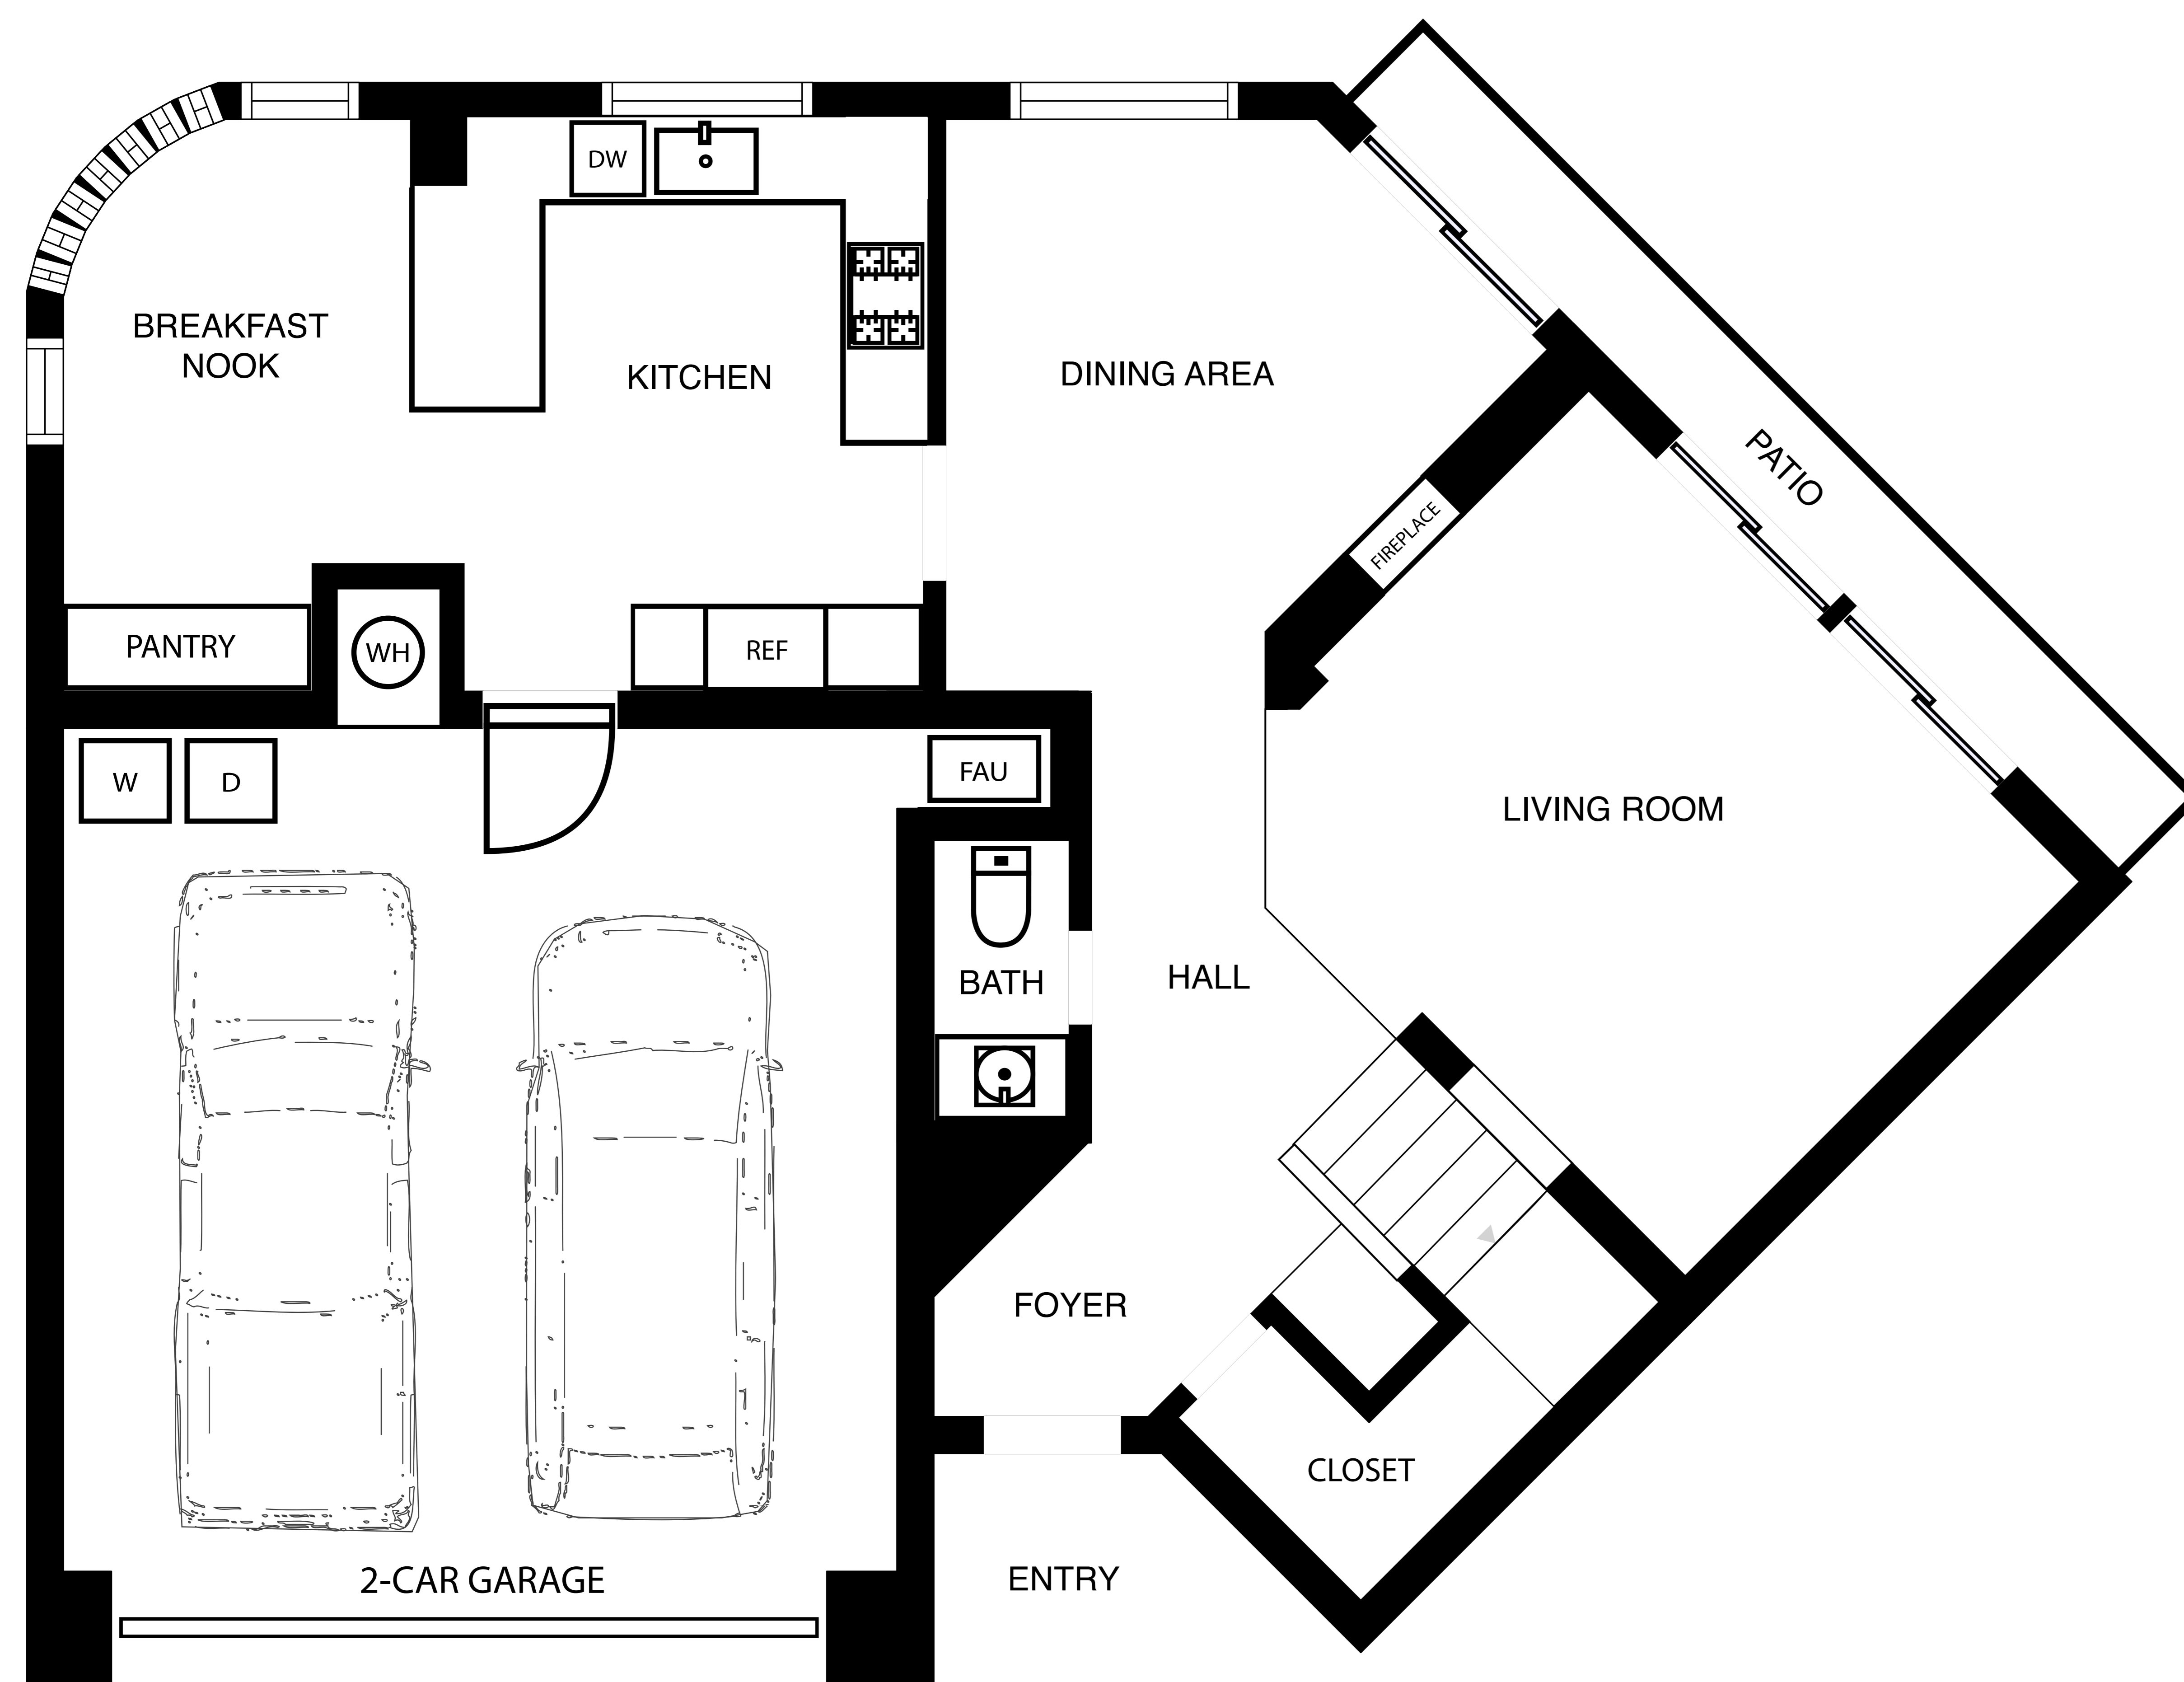 DW
BREAKFAST
NOOK
KITCHEN
DINING AREA
PATIO
FIREPLACE
PANTRY
WH
REF
W
D
FAU
LIVING ROOM
BATH
HALL
FOYER
CLOSET
2-CAR GARAGE
ENTRY